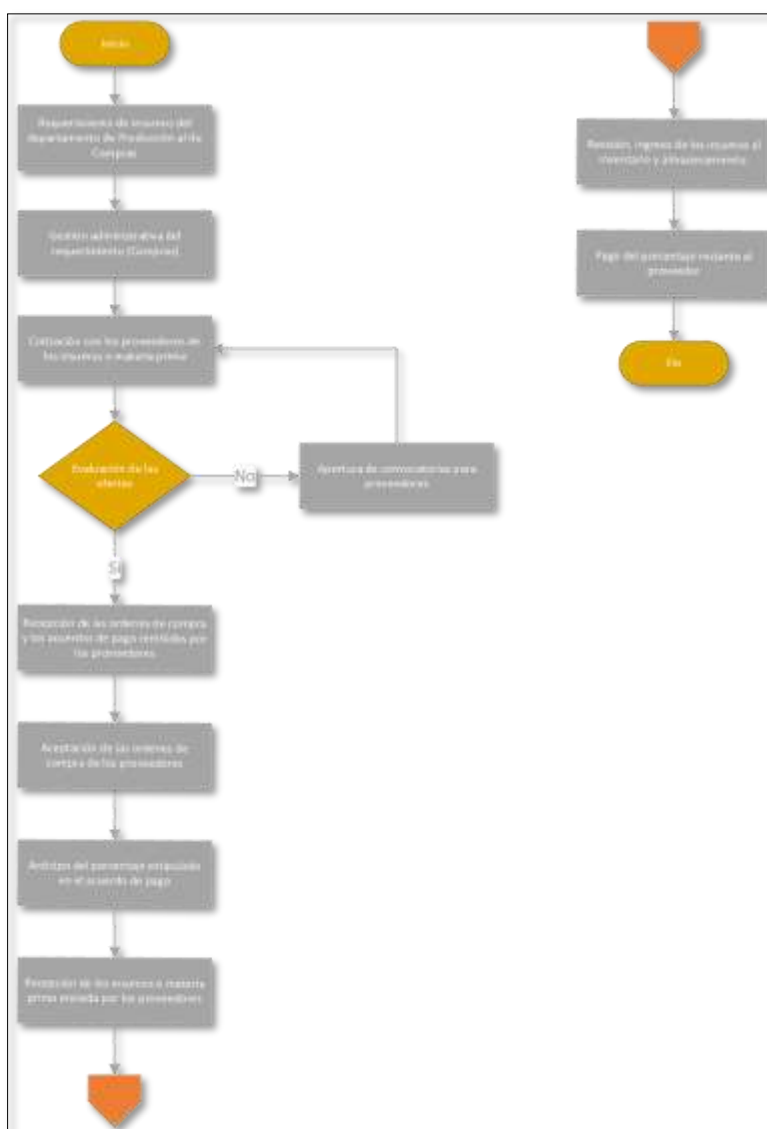 Inicio
Requerimiento de insumos del
departamento de Producción al de
Compras
Gestión administrativa del
requerimiento (Compras)
Cotización con los proveedores de
los insumos o materia prima
Evaluación de las
ofertas
No
Apertura de convocatorias para
proveedores
Si
Recepción de las ordenes de compra
y los acuerdos de pago remitidos por
los proveedores
Aceptación de las ordenes de
compra de los proveedores
Anticipo del porcentaje estipulado
en el acuerdo de pago
Recepción de los insumos o materia
prima enviada por los proveedores
Revisión, ingreso de los insumos al
inventario y almacenamiento
Pago del porcentaje restante al
proveedor
Fin